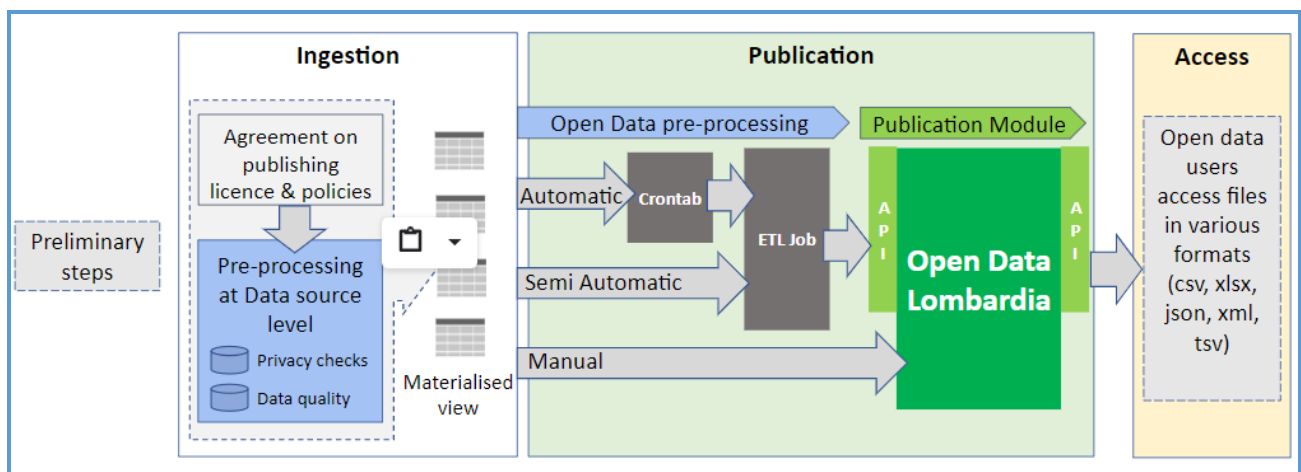 Ingestion
Publication
Access
Preliminary
steps
Agreement on
publishing
licence & policies
Pre-processing
at Data source
level
Privacy checks
Data quality
Materialised
view
Open Data pre-processing
Publication Module
Automatic
Crontab
ETL Job
Semi Automatic
Manual
API
Open Data
Lombardia
API
Open data
users
access files
in various
formats
(csv, xlsx,
json, xml,
tsv)